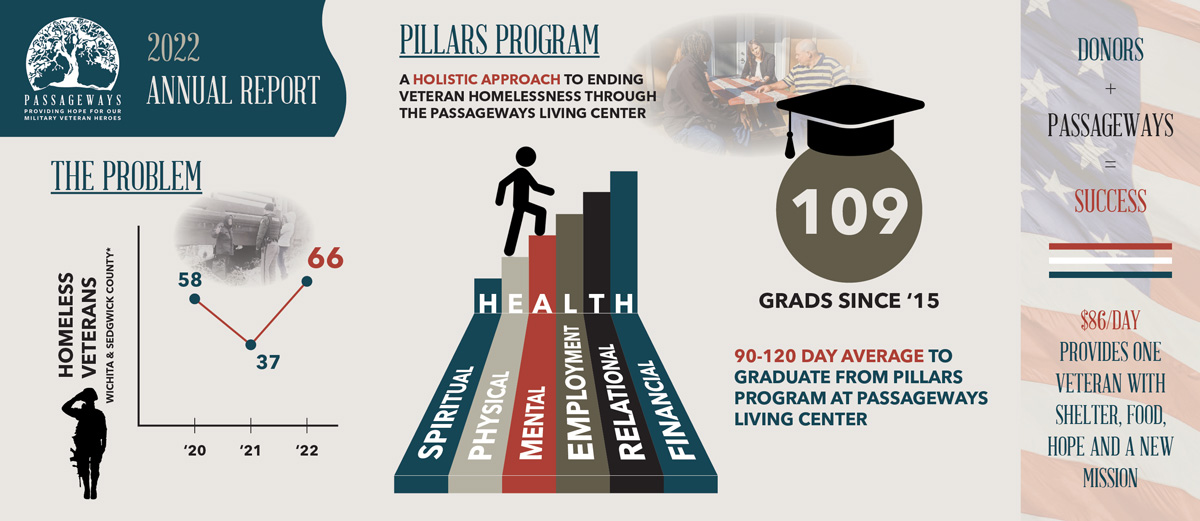 PASSAGEWAYS
PROVIDING HOPE FOR OUR
MILITARY VETERAN HEROES
2022
ANNUAL REPORT
THE PROBLEM
HOMELESS
VETERANS
WICHITA & SEDGWICK COUNTY*
58
37
66
'20
'21
'22
PILLARS PROGRAM
A HOLISTIC APPROACH TO ENDING
VETERAN HOMELESSNESS THROUGH
THE PASSAGEWAYS LIVING CENTER
HEALTH
SPIRITUAL
PHYSICAL
MENTAL
EMPLOYMENT
RELATIONAL
FINANCIAL
109
GRADS SINCE '15
90-120 DAY AVERAGE TO
GRADUATE FROM PILLARS
PROGRAM AT PASSAGEWAYS
LIVING CENTER
DONORS
+
PASSAGEWAYS
=
SUCCESS
$86/DAY
PROVIDES ONE
VETERAN WITH
SHELTER, FOOD,
HOPE AND A NEW
MISSION